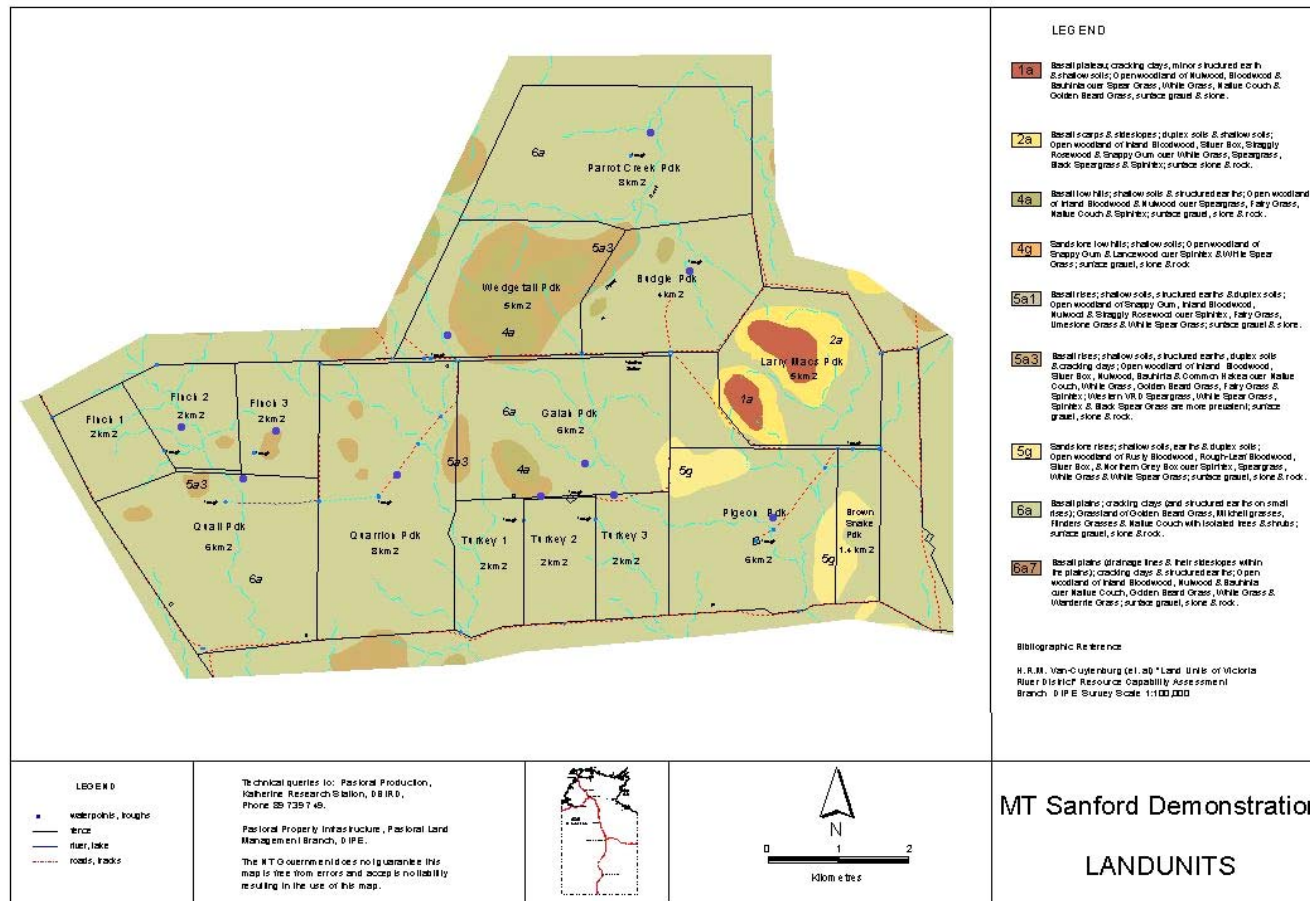 6a
Parrot Creek Pdk
8km2
5a3
Wedgetail Pdk
5km2
4a
Budgie Pdk
4km2
2a
Larry Macs Pdk
5km2
1a
Finch 1
2km2
Finch 2
2km2
Finch 3
2km2
6a
Galah Pdk
6km2
5a3
4a
5g
5a3
Quail Pdk
6km2
6a
Quarrion Pdk
8km2
Turkey 1
2km2
Turkey 2
2km2
Turkey 3
2km2
Pigeon Pdk
6km2
5g
Brown
Snake
Pdk
1.4 km2
LEGEND
1a
Basalt plateau; cracking clays, minor structured earth
& shallow soils; Open woodland of Nutwood, Bloodwood &
Bauhinia over Spear Grass, White Grass, Native Couch &
Golden Beard Grass, surface gravel & stone.
2a
Basalt scarps & sideslopes; duplex soils & shallow soils;
Open woodland of Inland Bloodwood, Silver Box, Straggly
Rosewood & Snappy Gum over White Grass, Speargrass,
Black Speargrass & Spinifex; surface stone & rock.
4a
Basalt low hills; shallow soils & structured earths; Open woodland
of Inland Bloodwood & Nutwood over Speargrass, Fairy Grass,
Native Couch & Spinifex; surface gravel, stone & rock.
4g
Sandstone low hills; shallow soils; Open woodland of
Snappy Gum & Lancewood over Spinifex & White Spear
Grass; surface gravel, stone & rock
5a1
Basalt rises; shallow soils, structured earths & duplex soils;
Open woodland of Snappy Gum, Inland Bloodwood,
Nutwood & Straggly Rosewood over Spinifex, Fairy Grass,
Limestone Grass & White Spear Grass; surface gravel & stone.
5a3
Basalt rises; shallow soils, structured earths, duplex soils
& cracking clays; Open woodland of Inland Bloodwood,
Silver Box, Nutwood, Bauhinia & Common Hakea over Native
Couch, White Grass, Golden Beard Grass, Fairy Grass &
Spinifex; Western VRD Speargrass, White Spear Grass,
Spinifex & Black Spear Grass are more prevalent; surface
gravel, stone & rock.
5g
Sandstone rises; shallow soils, earths & duplex soils;
Open woodland of Rusty Bloodwood, Rough-Leaf Bloodwood,
Silver Box, & Northern Grey Box over Spinifex, Speargrass,
White Grass & White Spear Grass; surface gravel, stone & rock.
6a
Basalt plains; cracking clays (and structured earths on small
rises); Grassland of Golden Beard Grass, Mitchell grasses,
Flinders Grasses & Native Couch with isolated trees & shrubs;
surface gravel, stone & rock.
6a7
Basalt plains (drainage lines & their sideslopes within
the plains); cracking clays & structured earths; Open
woodland of Inland Bloodwood, Nutwood & Bauhinia
over Native Couch, Golden Beard Grass, White Grass &
Wanderrie Grass; surface gravel, stone & rock.
Bibliographic Reference
H.R.M. Van-Cuylenburg (et. al) "Land Units of Victoria
River District" Resource Capability Assessment
Branch DIPE Survey Scale 1:100,000
LEGEND
waterpoints, troughs
fence
river, lake
roads, tracks
Technical queries to: Pastoral Production,
Katherine Research Station, DBIRD,
Phone 89 739 749.
Pastoral Property Infrastructure, Pastoral Land
Management Branch, DIPE.
The NT Government does not guarantee this
map is free from errors and accepts no liability
resulting in the use of this map.
N
0 1 2
Kilometres
MT Sanford Demonstration
LANDUNITS